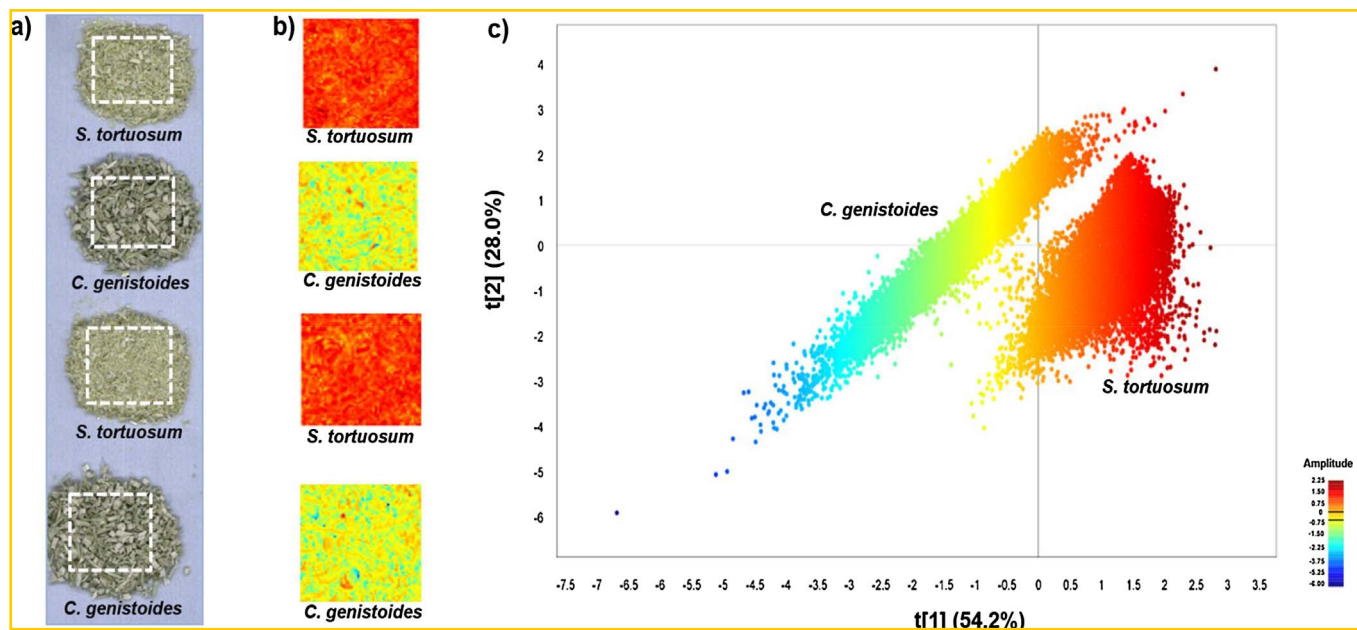 a)
S. tortuosum
C. genistoides
S. tortuosum
C. genistoides
b)
S. tortuosum
C. genistoides
S. tortuosum
C. genistoides
c)
t[2] (28.0%)
4
3
2
1
0
-1
-2
-3
-4
-5
-6
C. genistoides
S. tortuosum
-7.5 -7 -6.5 -5.5 -5 -4.5 -4 -3.5 -3 -2.5 -2 -1.5 -1 -0.5 0 0.5 1 1.5 2 2.5 3 3.5
t[1] (54.2%)
Amplitude
2.25
1.50
0
-0.75
-2.25
-3.75
-4.50
-5.25
-6.00